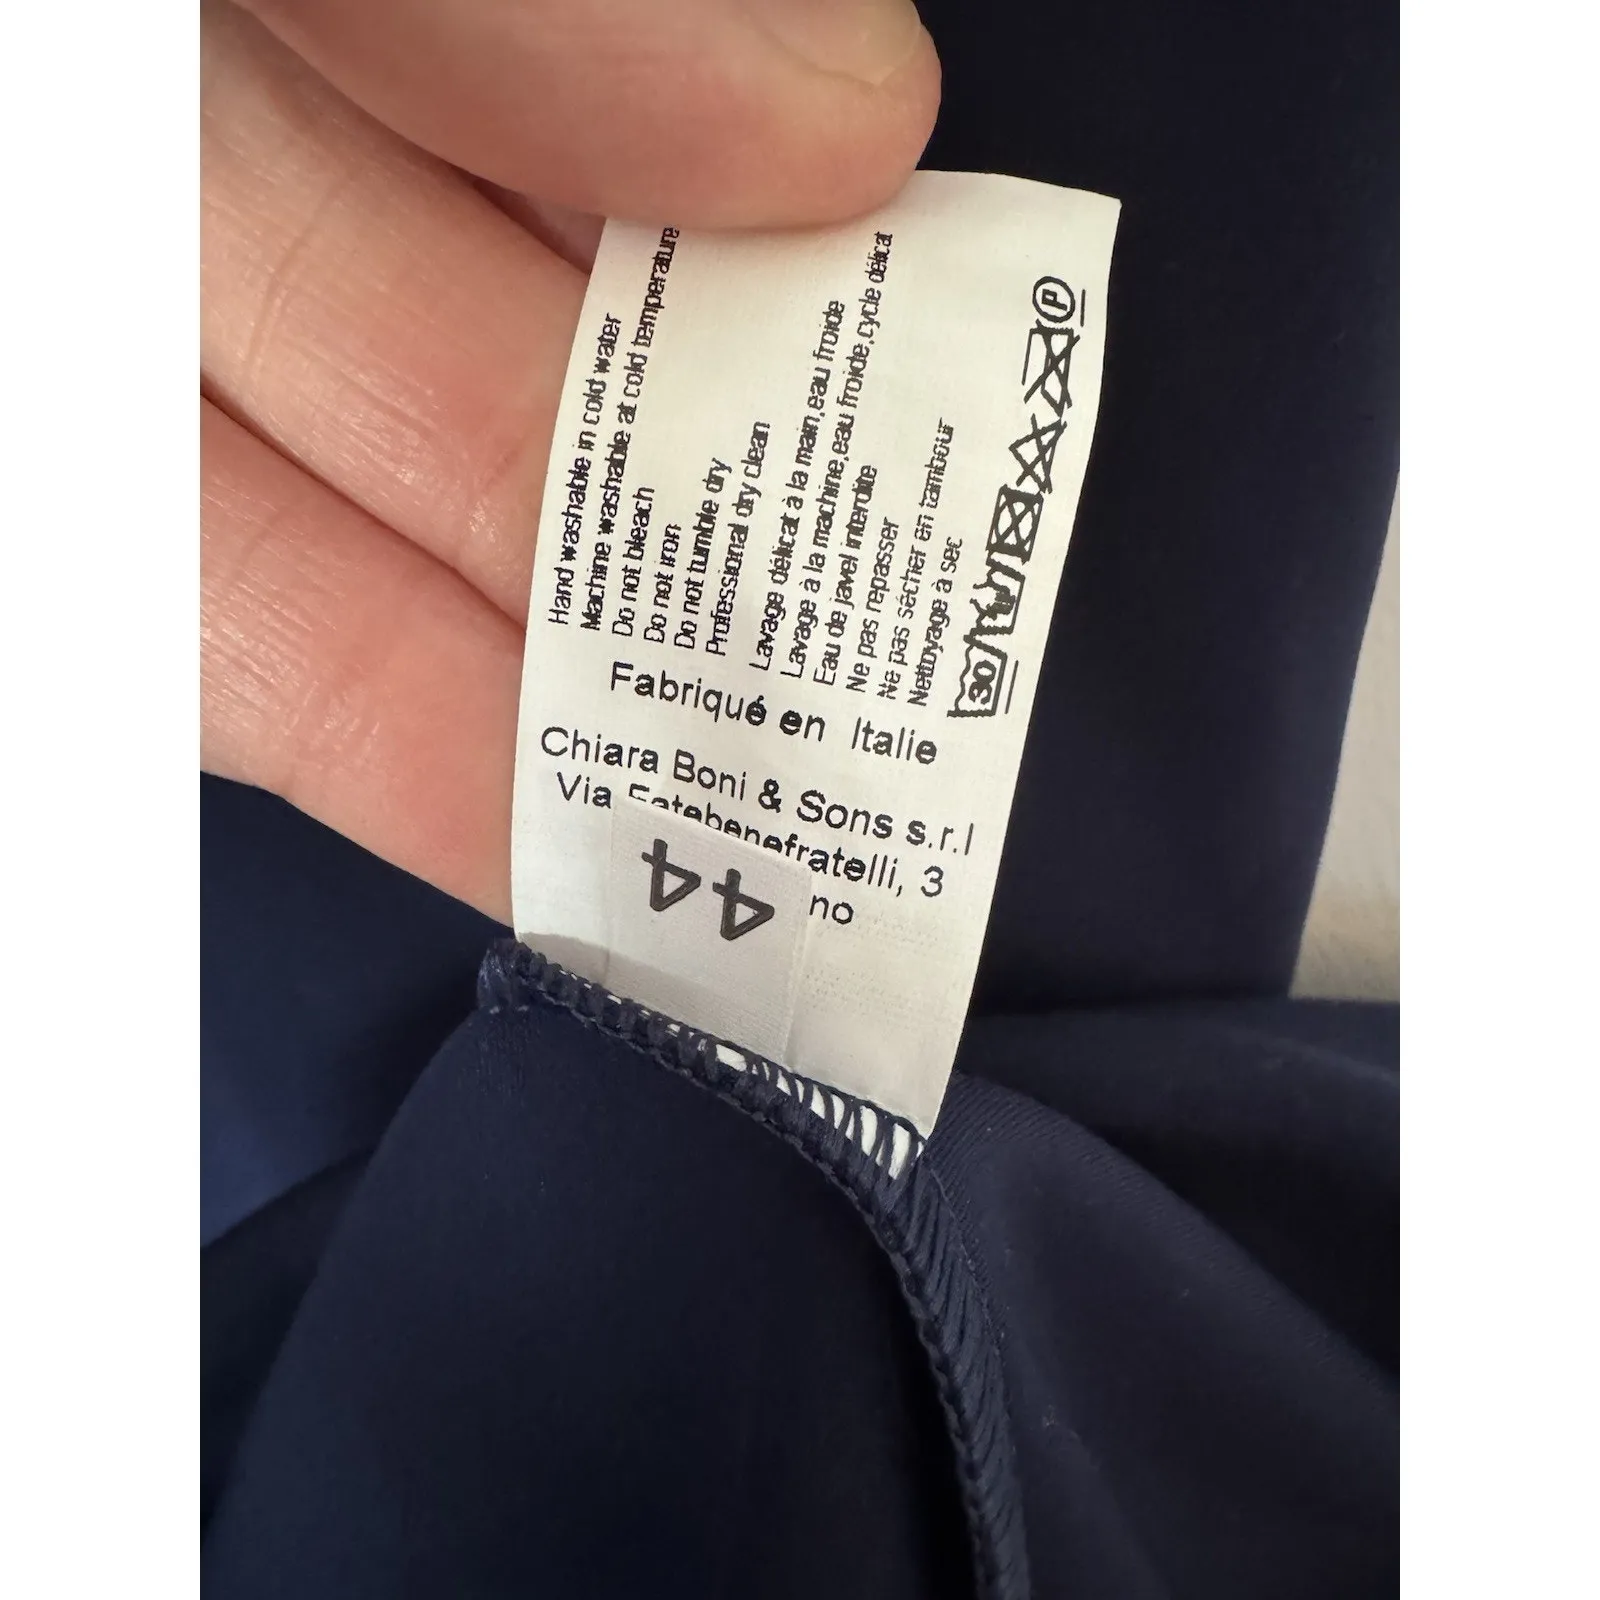 Hand washable in cold water
Machine washable at cold temperature
Do not bleach
Do not iron
Do not tumble dry
Professional dry clean
Lavage délicat à la main,eau froide
Lavage à la machine,eau froide,cycle délicat
Eau de javel interdite
Ne pas repasser
Ne pas sécher en tambour
Nettoyage à sec
30
P
Fabriqué en Italie
Chiara Boni & Sons s.r.l
Via Fatebenefratelli, 3
no
44